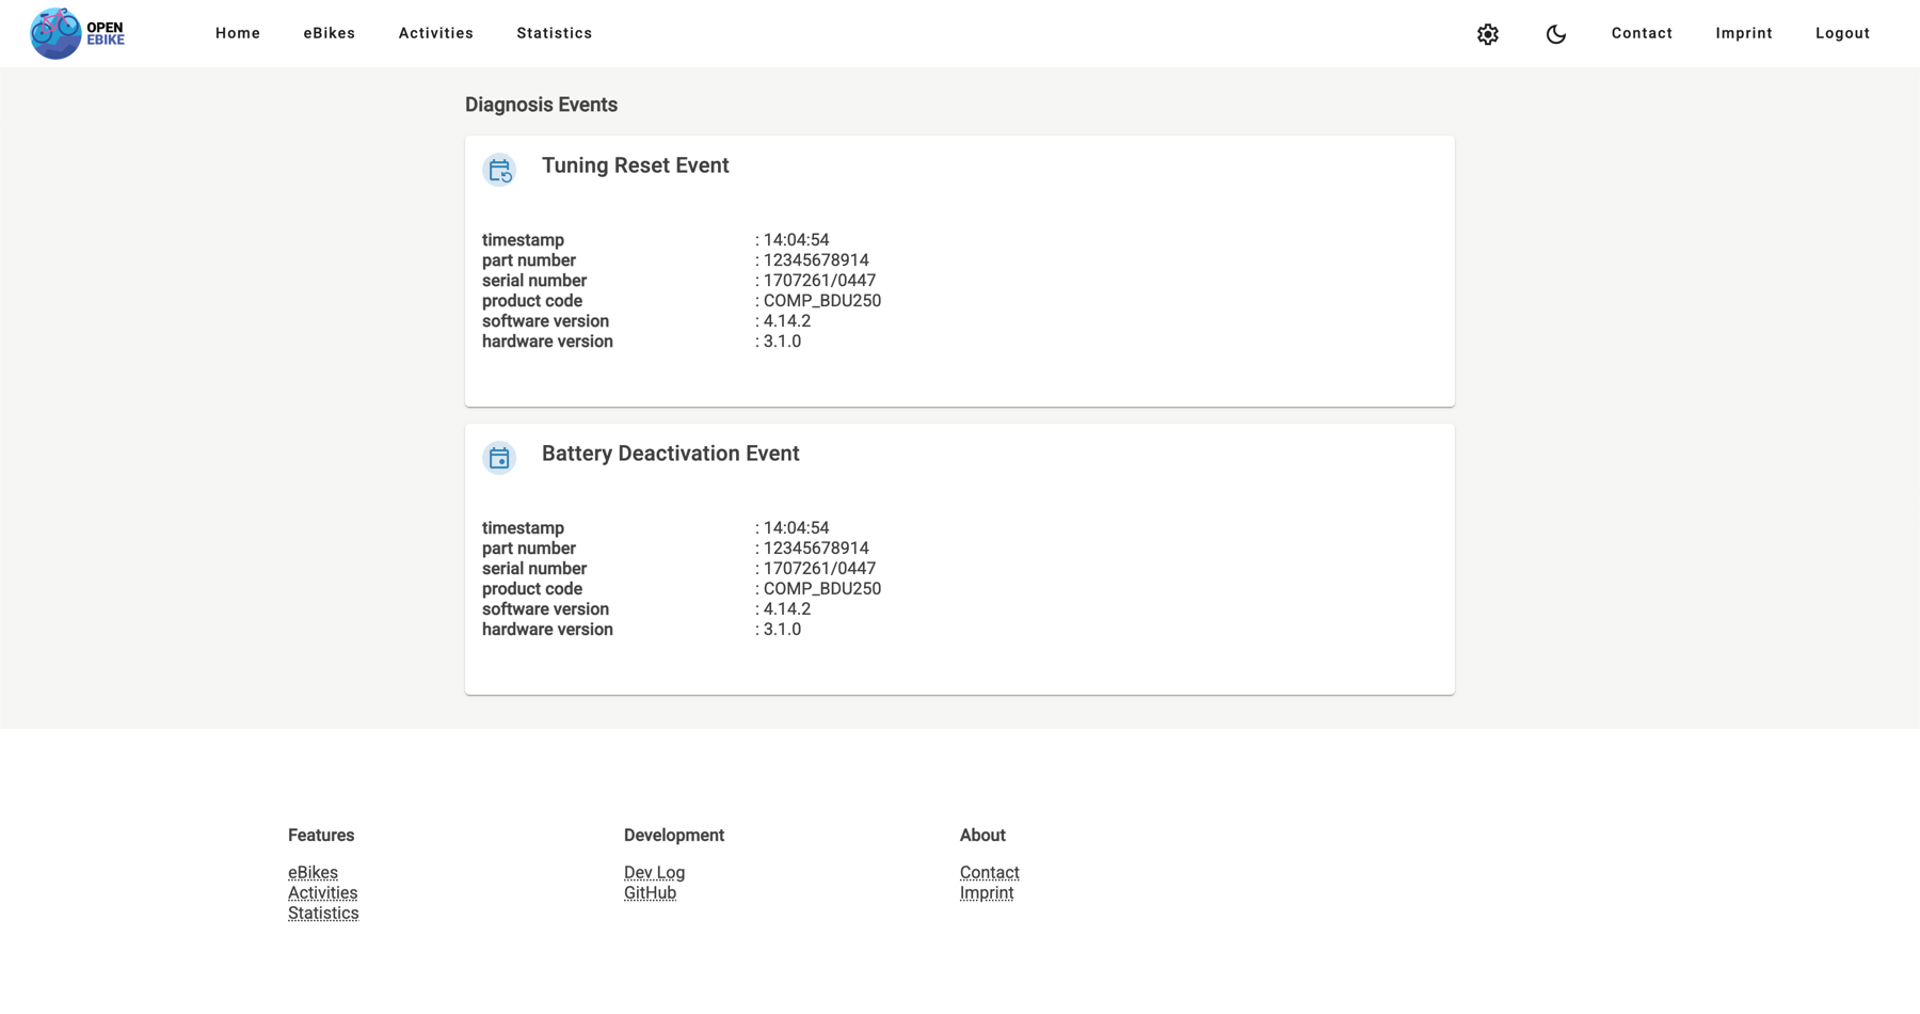 OPEN
EBIKE
Home eBikes Activities Statistics Contact Imprint Logout
Diagnosis Events
Tuning Reset Event
timestamp : 14:04:54
part number : 12345678914
serial number : 1707261/0447
product code : COMP_BDU250
software version : 4.14.2
hardware version : 3.1.0
Battery Deactivation Event
timestamp : 14:04:54
part number : 12345678914
serial number : 1707261/0447
product code : COMP_BDU250
software version : 4.14.2
hardware version : 3.1.0
Features
eBikes
Activities
Statistics
Development
Dev Log
GitHub
About
Contact
Imprint